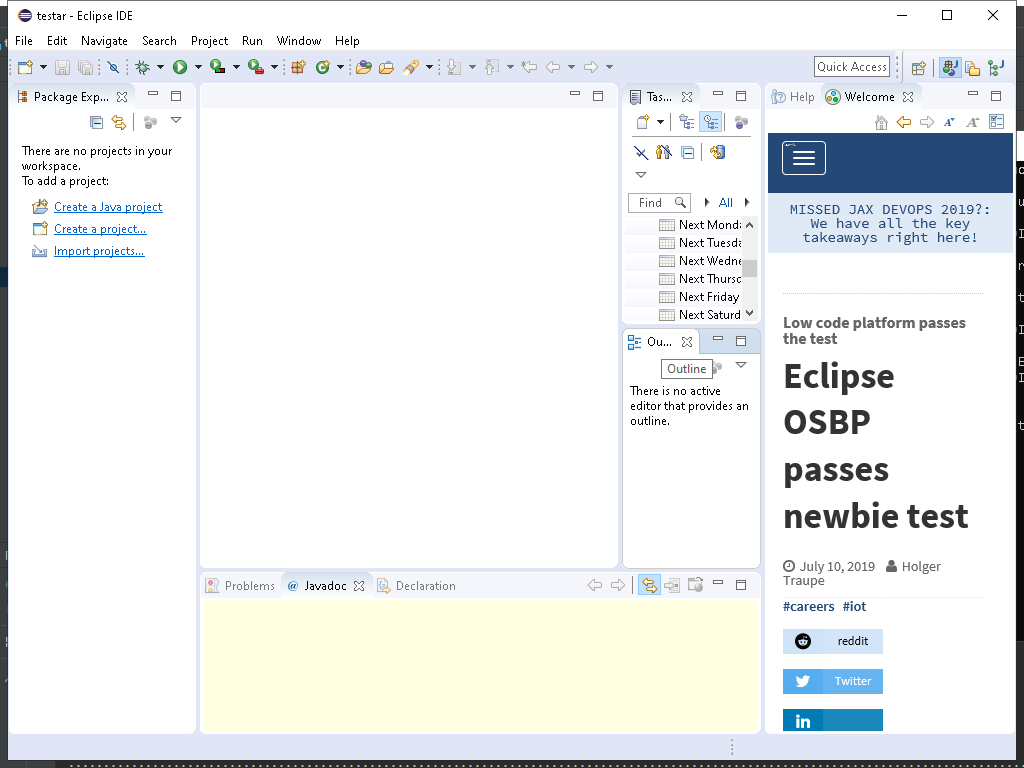 testar - Eclipse IDE
File Edit Navigate Search Project Run Window Help
Quick Access
Package Exp...
There are no projects in your
workspace.
To add a project:
Create a Java project
Create a project...
Import projects...
Tas...
Find All
Next Monda
Next Tuesda
Next Wedne
Next Thursd
Next Friday
Next Saturd
Ou...
Outline
There is no active
editor that provides an
outline.
Problems @ Javadoc Declaration
Help Welcome
MISSED JAX DEVOPS 2019?:
We have all the key
takeaways right here!
Low code platform passes
the test
Eclipse
OSBP
passes
newbie test
July 10, 2019 Holger
Traupe
#careers #iot
reddit
Twitter
in